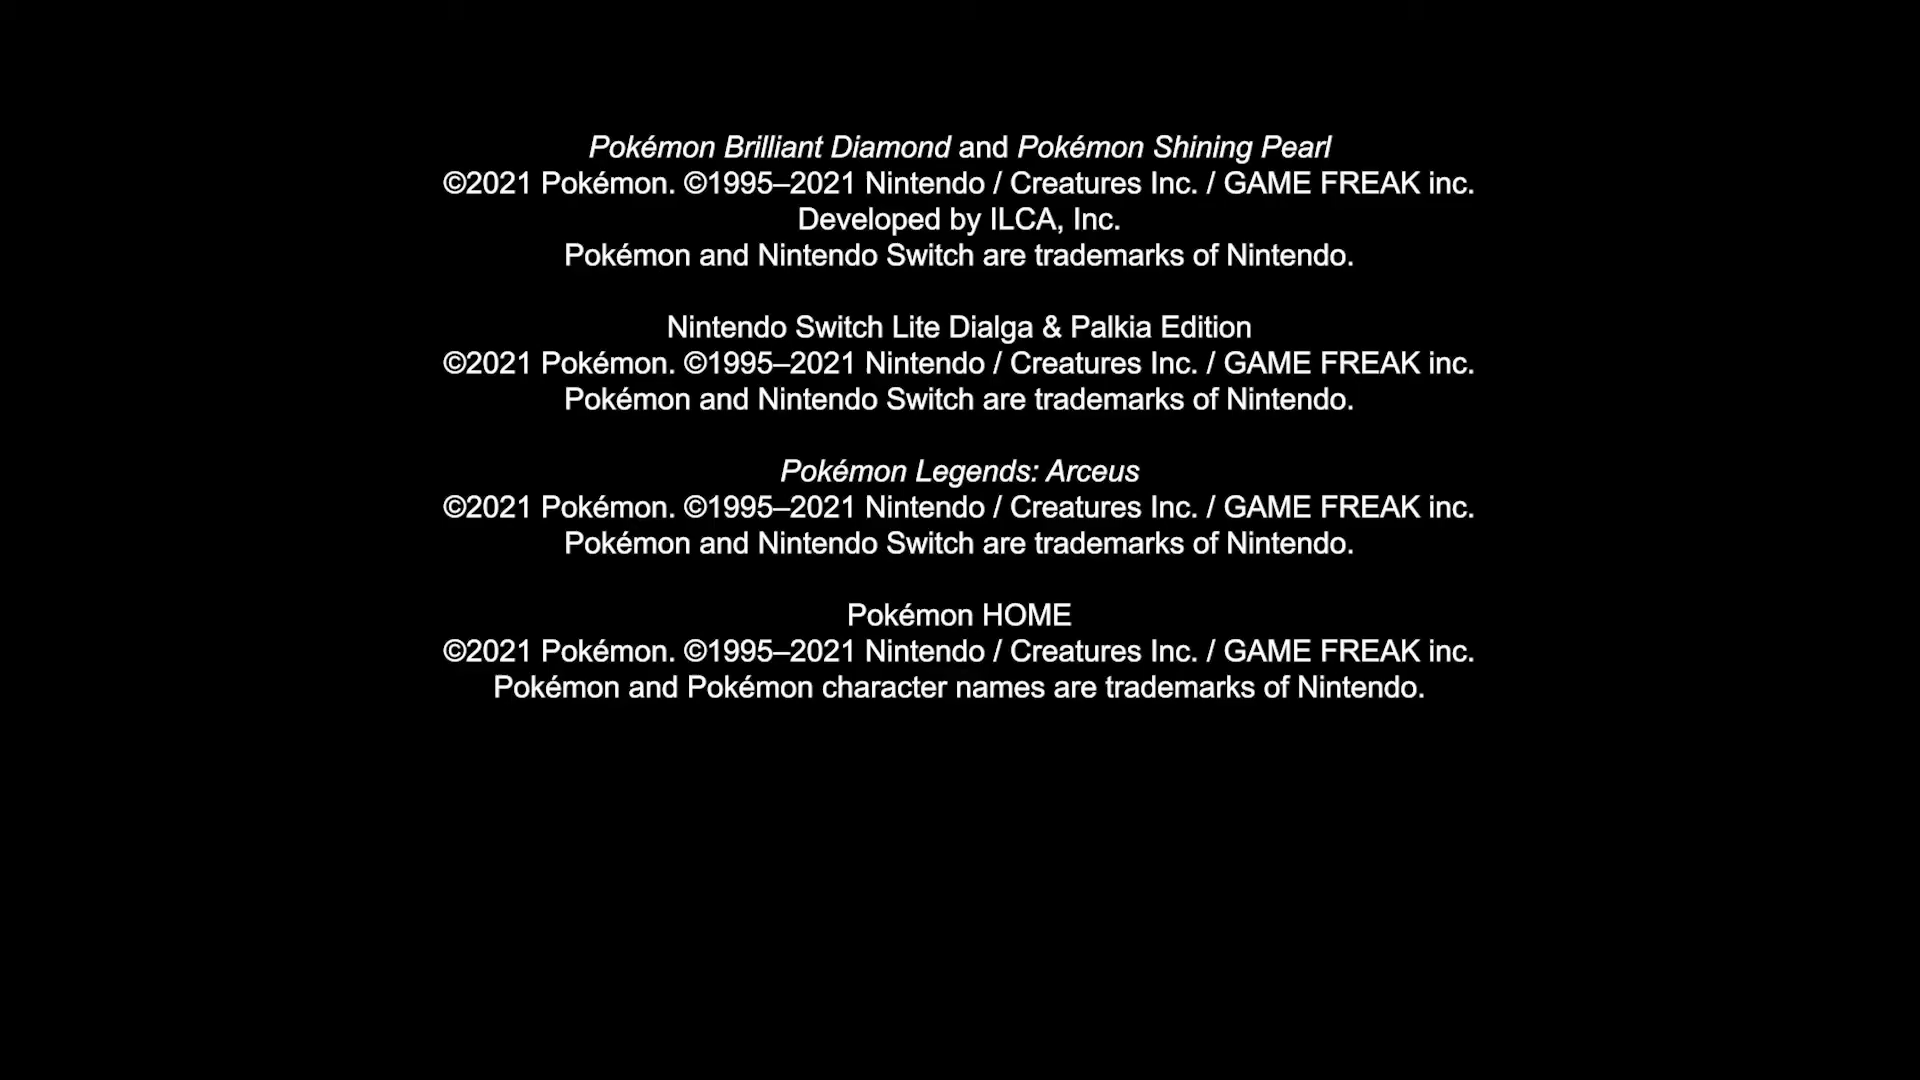 Pokémon Brilliant Diamond and Pokémon Shining Pearl
©2021 Pokémon. ©1995–2021 Nintendo / Creatures Inc. / GAME FREAK inc.
Developed by ILCA, Inc.
Pokémon and Nintendo Switch are trademarks of Nintendo.
Nintendo Switch Lite Dialga & Palkia Edition
©2021 Pokémon. ©1995–2021 Nintendo / Creatures Inc. / GAME FREAK inc.
Pokémon and Nintendo Switch are trademarks of Nintendo.
Pokémon Legends: Arceus
©2021 Pokémon. ©1995–2021 Nintendo / Creatures Inc. / GAME FREAK inc.
Pokémon and Nintendo Switch are trademarks of Nintendo.
Pokémon HOME
©2021 Pokémon. ©1995–2021 Nintendo / Creatures Inc. / GAME FREAK inc.
Pokémon and Pokémon character names are trademarks of Nintendo.